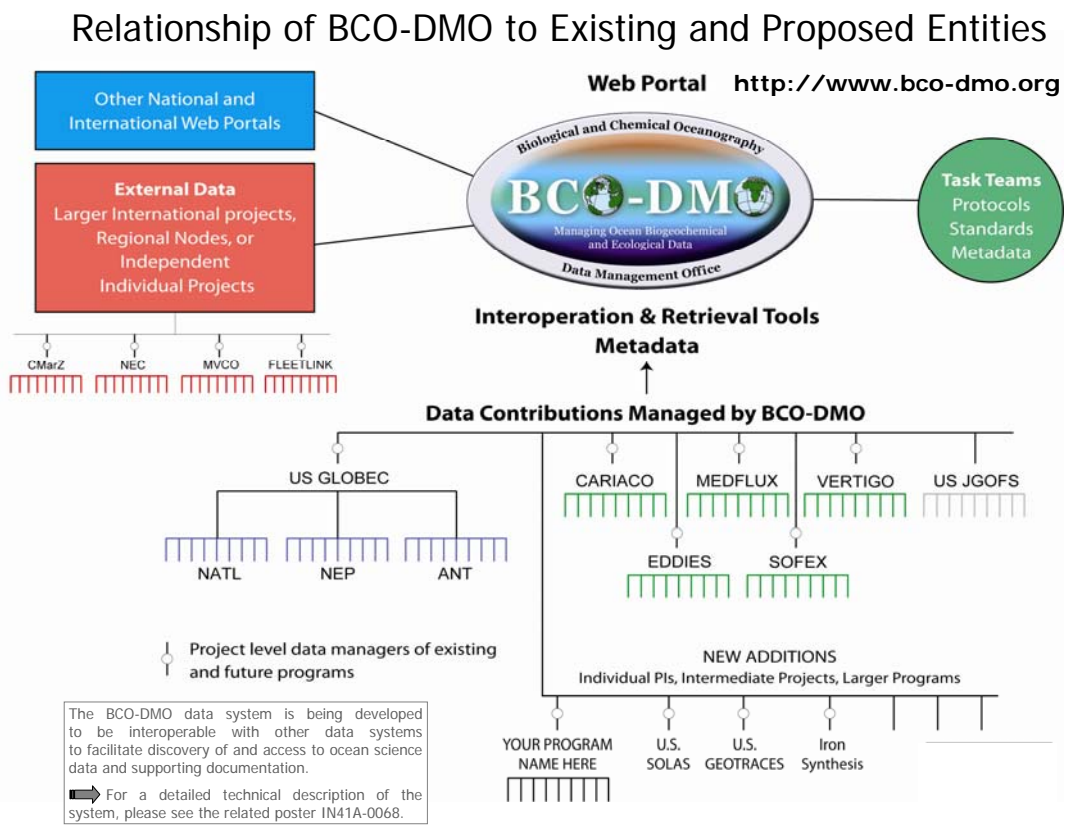 Relationship of BCO-DMO to Existing and Proposed Entities
Web Portal http://www.bco-dmo.org
Other National and
International Web Portals
External Data
Larger International projects,
Regional Nodes, or
Independent
Individual Projects
Biological and Chemical Oceanography
BCO-DMO
Managing Ocean Biogeochemical
and Ecological Data
Data Management Office
Task Teams
Protocols
Standards
Metadata
CMarZ
NEC
MVCO
FLEETLINK
Interoperation & Retrieval Tools
Metadata
Data Contributions Managed by BCO-DMO
US GLOBEC
CARIACO
MEDFLUX
VERTIGO
US JGOFS
EDDIES
SOFEX
NATL
NEP
ANT
Project level data managers of existing
and future programs
NEW ADDITIONS
Individual PIs, Intermediate Projects, Larger Programs
YOUR PROGRAM
NAME HERE
U.S.
SOLAS
U.S.
GEOTRACES
Iron
Synthesis
The BCO-DMO data system is being developed
to be interoperable with other data systems
to facilitate discovery of and access to ocean science
data and supporting documentation.
For a detailed technical description of the
system, please see the related poster IN41A-0068.